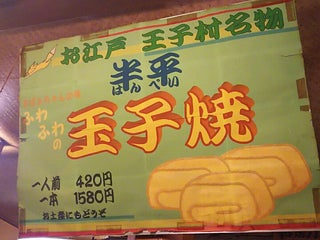 お江戸 王子村名物
半平
はんぺい
ふわ
ふわの
玉子焼
一人前 420円
一本 1580円
お土産にもどうぞ